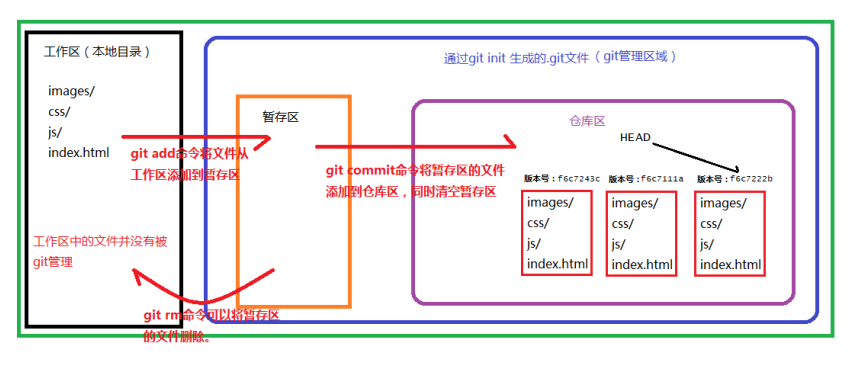 工作区（本地目录）
images/
css/
js/
index.html
git add命令将文件从
工作区添加到暂存区
工作区中的文件并没有被
git管理
通过git init 生成的.git文件（git管理区域）
暂存区
git commit命令将暂存区的文件
添加到仓库区，同时清空暂存区
git rm命令可以将暂存区
的文件删除。
仓库区
HEAD
版本号：f6c7243c
images/
css/
js/
index.html
版本号：f6c7111a
images/
css/
js/
index.html
版本号：f6c7222b
images/
css/
js/
index.html